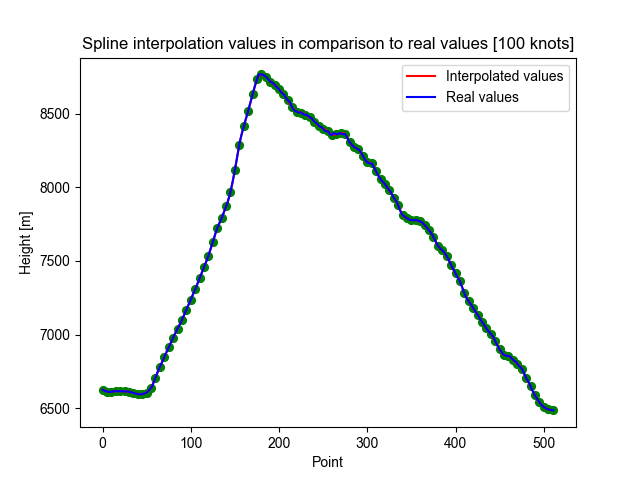 Spline interpolation values in comparison to real values [100 knots]
Interpolated values
Real values
8500
8000
7500
7000
6500
Height [m]
0 100 200 300 400 500
Point